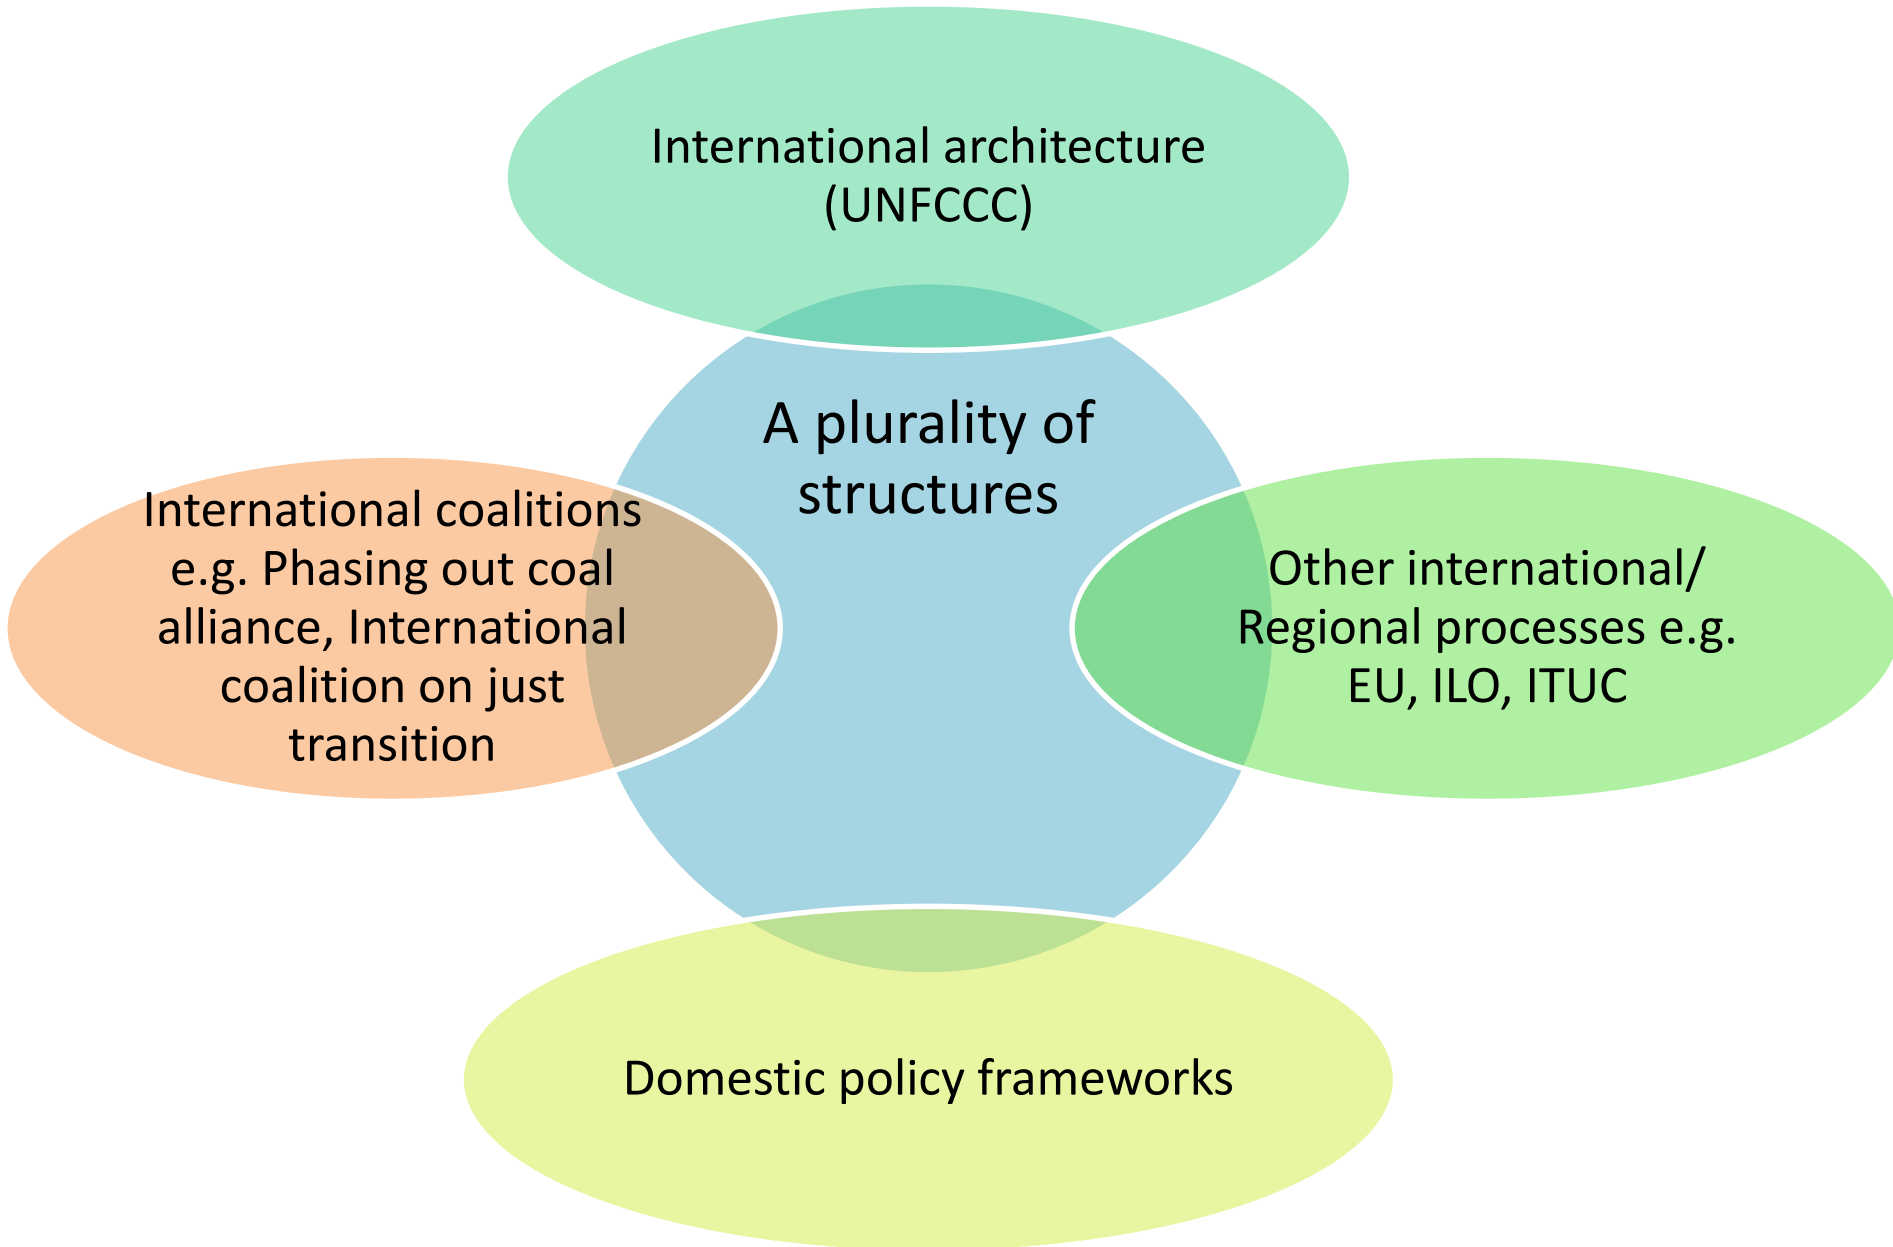 International architecture
(UNFCCC)
A plurality of
structures
International coalitions
e.g. Phasing out coal
alliance, International
coalition on just
transition
Other international/
Regional processes e.g.
EU, ILO, ITUC
Domestic policy frameworks